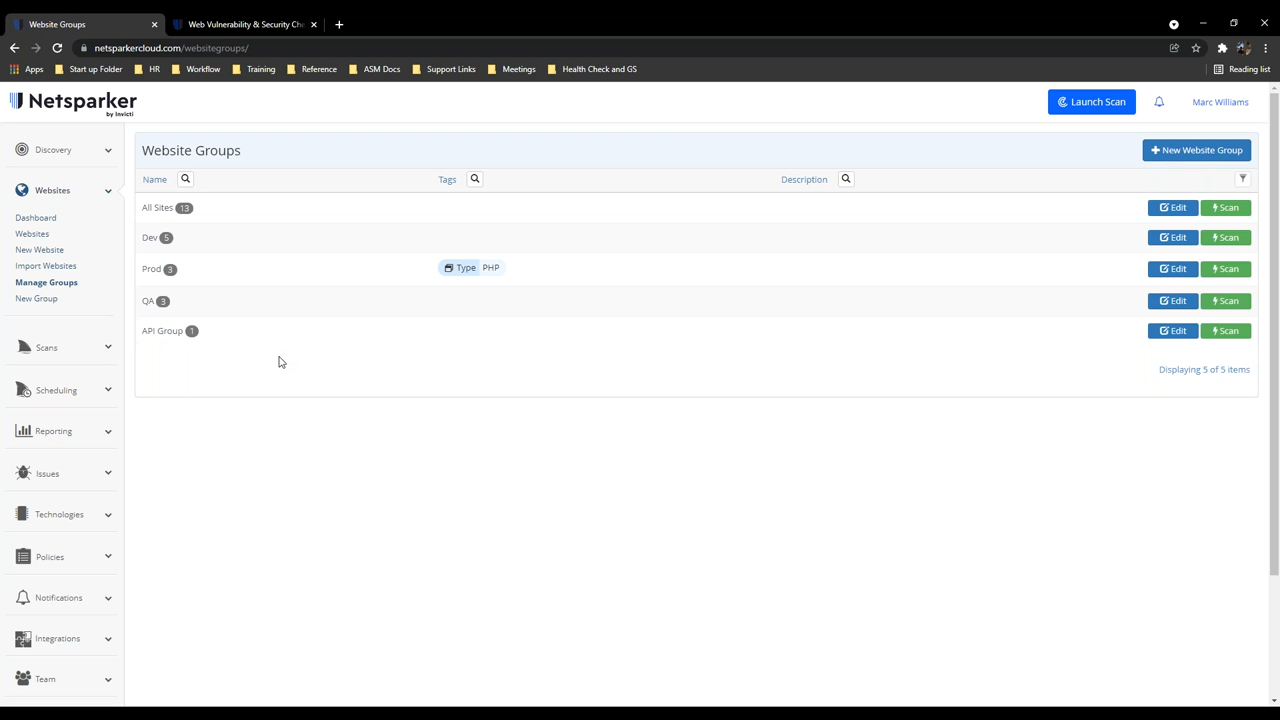 Website Groups
Web Vulnerability & Security Che
netsparkercloud.com/websitegroups/
Apps Start up Folder HR Workflow Training Reference ASM Docs Support Links Meetings Health Check and GS Reading list
Netsparker
by Invicti
Launch Scan Marc Williams
Discovery
Websites
Dashboard
Websites
New Website
Import Websites
Manage Groups
New Group
Scans
Scheduling
Reporting
Issues
Technologies
Policies
Notifications
Integrations
Team
Website Groups New Website Group
Name Tags Description
All Sites 13 Edit Scan
Dev 5 Edit Scan
Prod 3 Type PHP Edit Scan
QA 3 Edit Scan
API Group 1 Edit Scan
Displaying 5 of 5 items